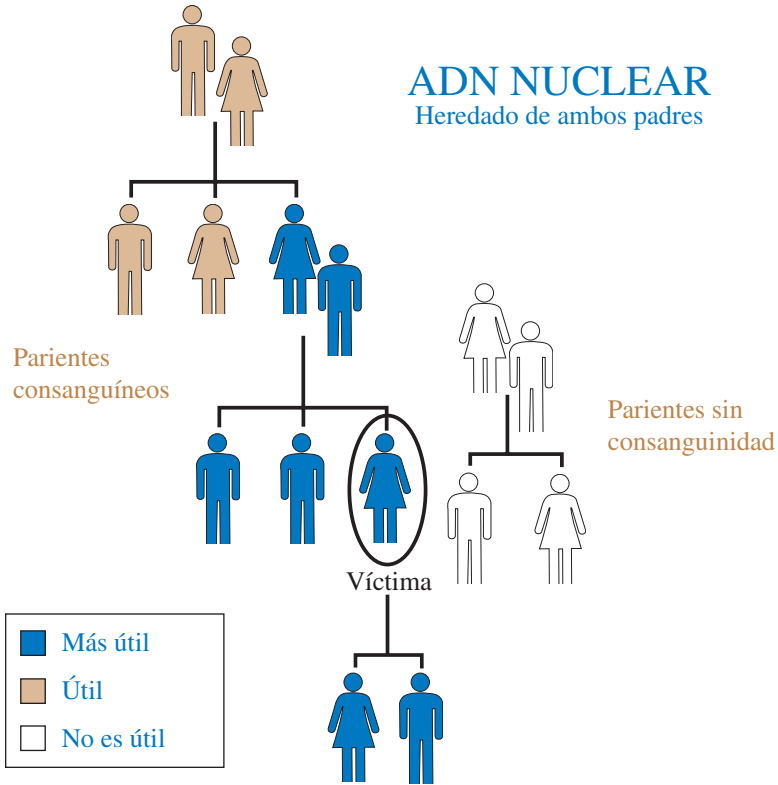 ADN NUCLEAR
Heredado de ambos padres
Parientes
consanguíneos
Parientes sin
consanguinidad
Víctima
Más útil
Útil
No es útil